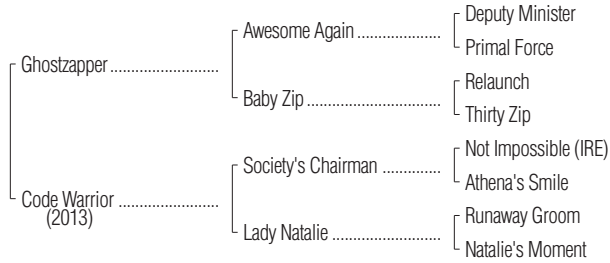 Deputy Minister
Awesome Again ...................
Primal Force
Ghostzapper ........................
Relaunch
Baby Zip ..............................
Thirty Zip
Not Impossible (IRE)
Society's Chairman .............
Athena's Smile
Code Warrior ......................
(2013)
Runaway Groom
Lady Natalie ........................
Natalie's Moment